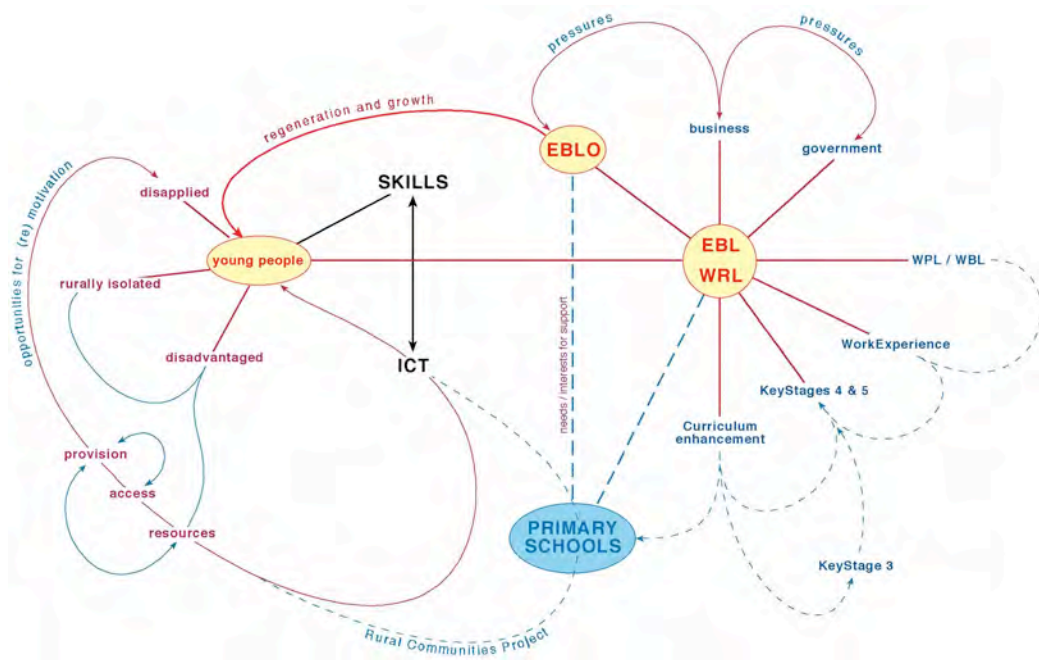 pressures
pressures
regeneration and growth
business
EBLO
government
SKILLS
opportunities for (re) motivation
disapplied
EBL
WRL
young people
WPL / WBL
rurally isolated
needs / interests for support
WorkExperience
disadvantaged
ICT
KeyStages 4 & 5
Curriculum
enhancement
provision
access
resources
PRIMARY
SCHOOLS
KeyStage 3
Rural Communities Project